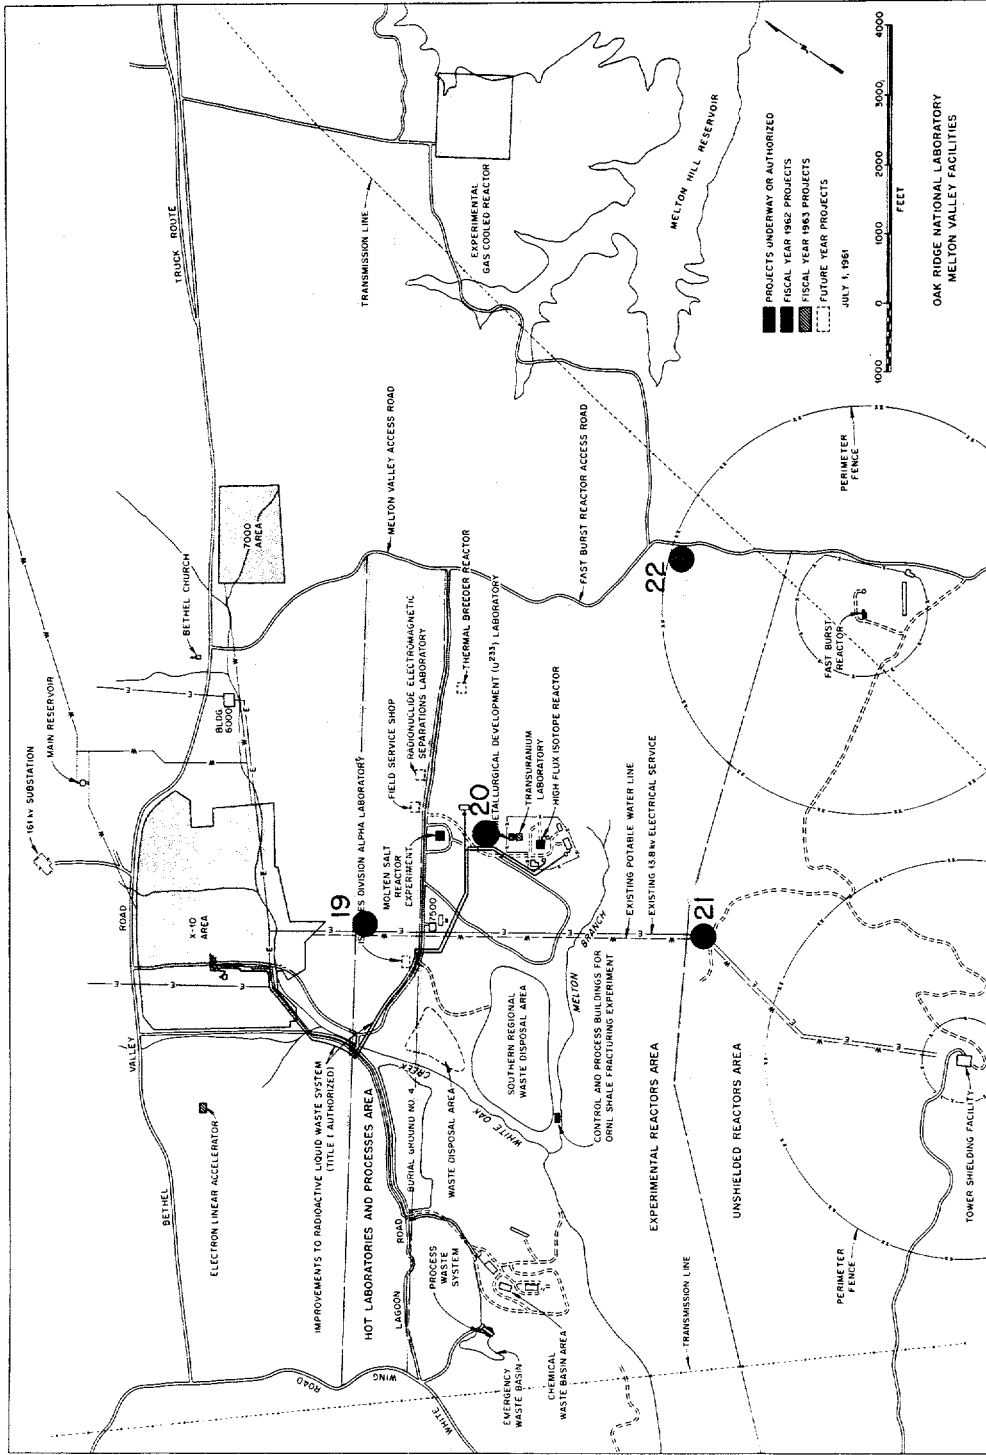 161 kv SUBSTATION
MAIN RESERVOIR
BETHEL CHURCH
TRUCK ROUTE
BETHEL
VALLEY
ROAD
X-10
AREA
BLDG.
6000
7000
AREA
TRANSMISSION LINE
ELECTRON LINEAR ACCELERATOR
IMPROVEMENTS TO RADIOACTIVE LIQUID WASTE SYSTEM
(TITLE I AUTHORIZED)
HOT LABORATORIES AND PROCESSES AREA
19
DIVISION ALPHA LABORATORY
MELTON VALLEY ACCESS ROAD
EXPERIMENTAL
GAS COOLED REACTOR
MOLTEN SALT
REACTOR
EXPERIMENT
FIELD SERVICE SHOP
RADIONUCLIDE ELECTROMAGNETIC
SEPARATIONS LABORATORY
THERMAL BREEDER REACTOR
7500
20
METALLURGICAL DEVELOPMENT (U233) LABORATORY
TRANSURANIUM
LABORATORY
HIGH FLUX ISOTOPE REACTOR
FAST BURST REACTOR ACCESS ROAD
WHITE
WING
ROAD
LAGOON
ROAD
BURIAL GROUND NO. 4
WHITE OAK
CREEK
WASTE DISPOSAL AREA
SOUTHERN REGIONAL
WASTE DISPOSAL AREA
PROCESS
WASTE
SYSTEM
EMERGENCY
WASTE BASIN
CHEMICAL
WASTE BASIN AREA
MELTON
BRANCH
CONTROL AND PROCESS BUILDINGS FOR
ORNL SHALE FRACTURING EXPERIMENT
EXISTING POTABLE WATER LINE
EXISTING 13.8 kv ELECTRICAL SERVICE
MELTON HILL RESERVOIR
EXPERIMENTAL REACTORS AREA
UNSHIELDED REACTORS AREA
21
22
TRANSMISSION LINE
PERIMETER
FENCE
TOWER SHIELDING FACILITY
FAST BURST
REACTOR
PERIMETER
FENCE
N
PROJECTS UNDERWAY OR AUTHORIZED
FISCAL YEAR 1962 PROJECTS
FISCAL YEAR 1963 PROJECTS
FUTURE YEAR PROJECTS
JULY 1, 1961
1000 0 1000 2000 3000 4000
FEET
OAK RIDGE NATIONAL LABORATORY
MELTON VALLEY FACILITIES